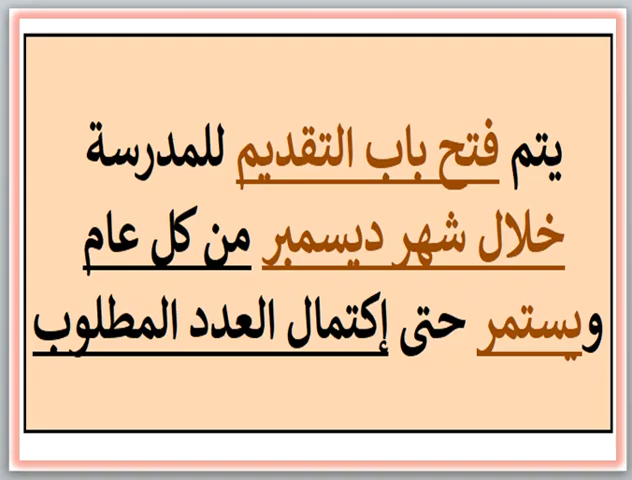 يتم فتح باب التقديم للمدرسة
خلال شهر ديسمبر من كل عام
ويستمر حتى إكتمال العدد المطلوب